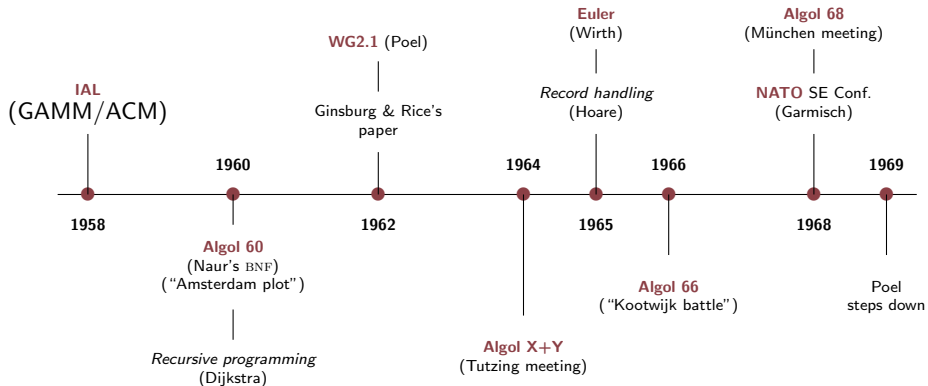 Euler
(Wirth)
Algol 68
(München meeting)
WG2.1 (Poel)
IAL
(GAMM/ACM)
Ginsburg & Rice's
paper
Record handling
(Hoare)
NATO SE Conf.
(Garmisch)
1960
1964
1966
1969
1958
1962
1965
1968
Algol 60
(Naur's BNF)
("Amsterdam plot")
Algol 66
("Kootwijk battle")
Poel
steps down
Recursive programming
(Dijkstra)
Algol X+Y
(Tutzing meeting)